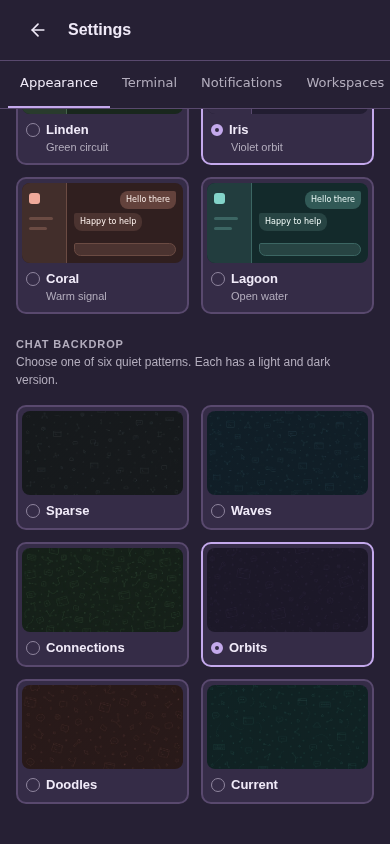 Settings
Appearance Terminal Notifications Workspaces
Linden
Green circuit
Iris
Violet orbit
Hello there
Happy to help
Coral
Warm signal
Hello there
Happy to help
Lagoon
Open water
CHAT BACKDROP
Choose one of six quiet patterns. Each has a light and dark
version.
Sparse
Waves
Connections
Orbits
Doodles
Current